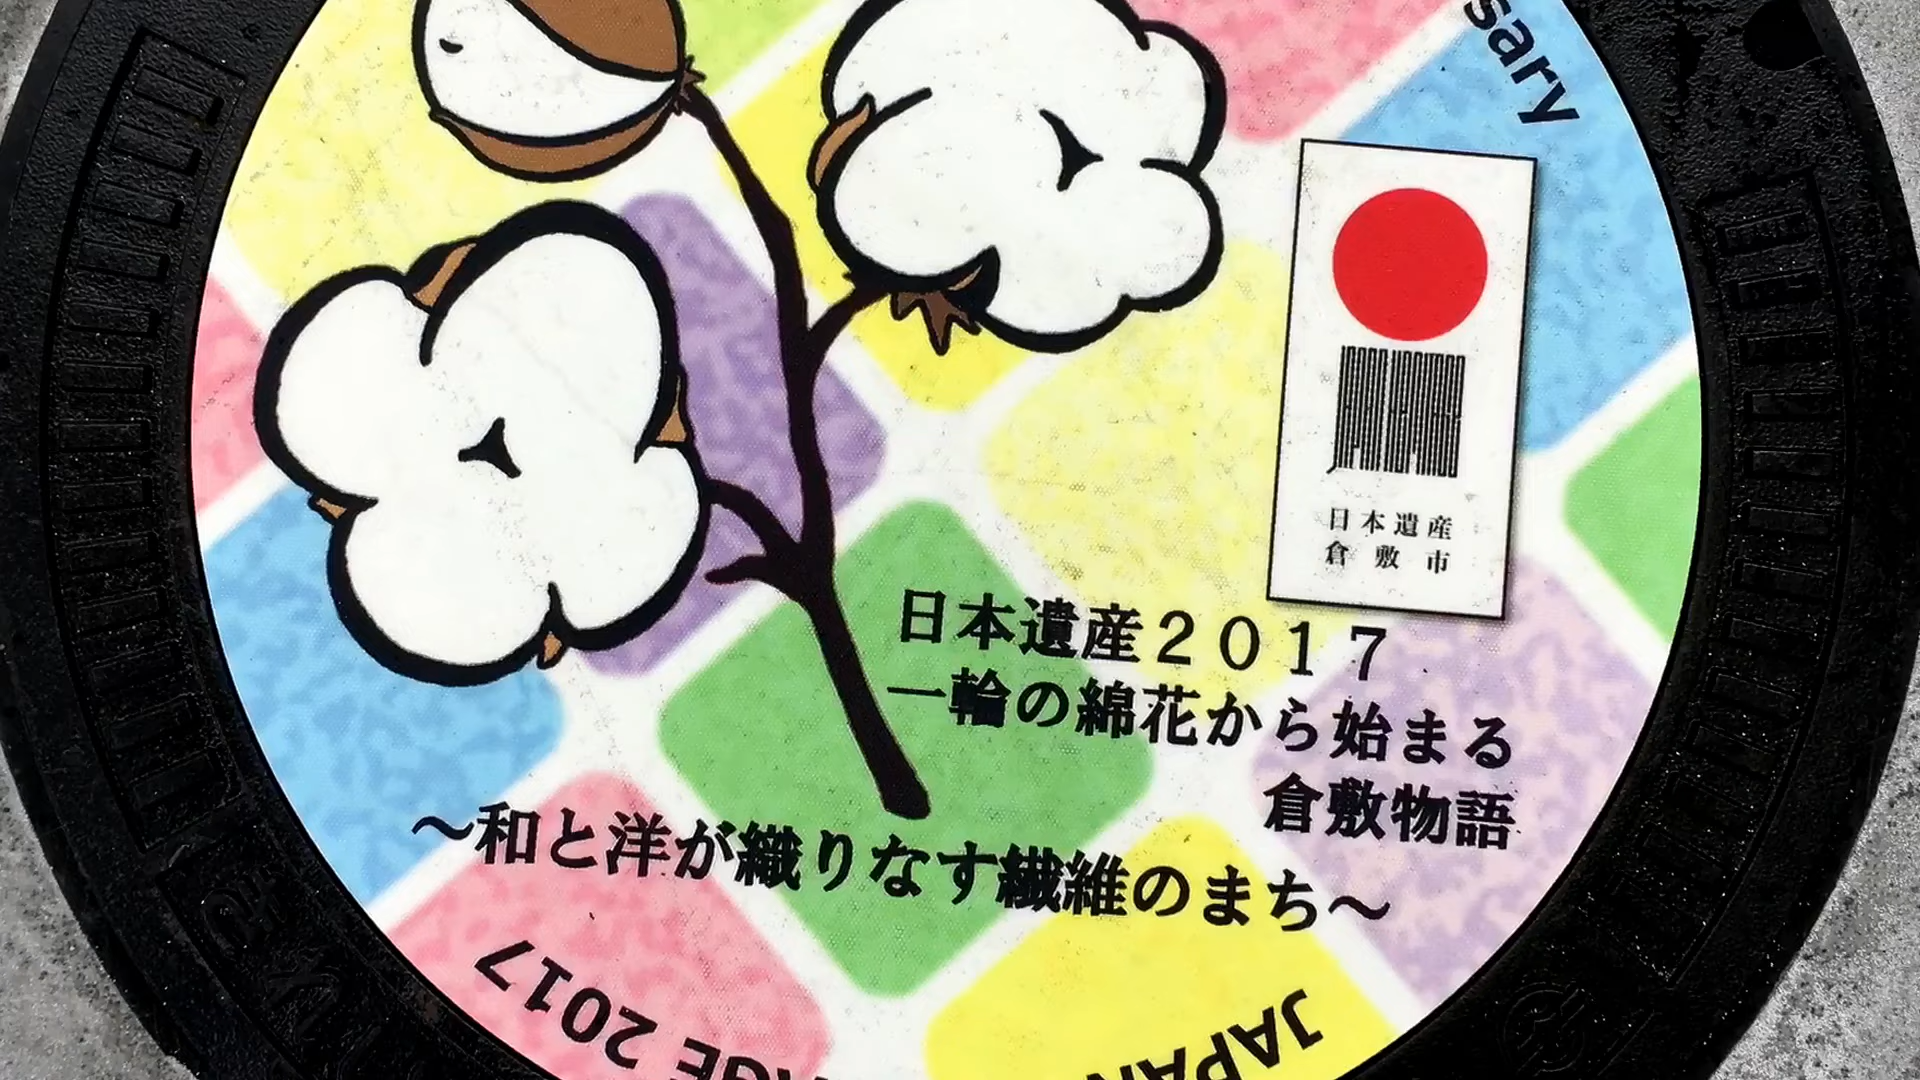 sary
日本遺産
倉敷市
日本遺産2017
一輪の綿花から始まる
倉敷物語
〜和と洋が織りなす繊維のまち〜
JAPAN
AGE 2017